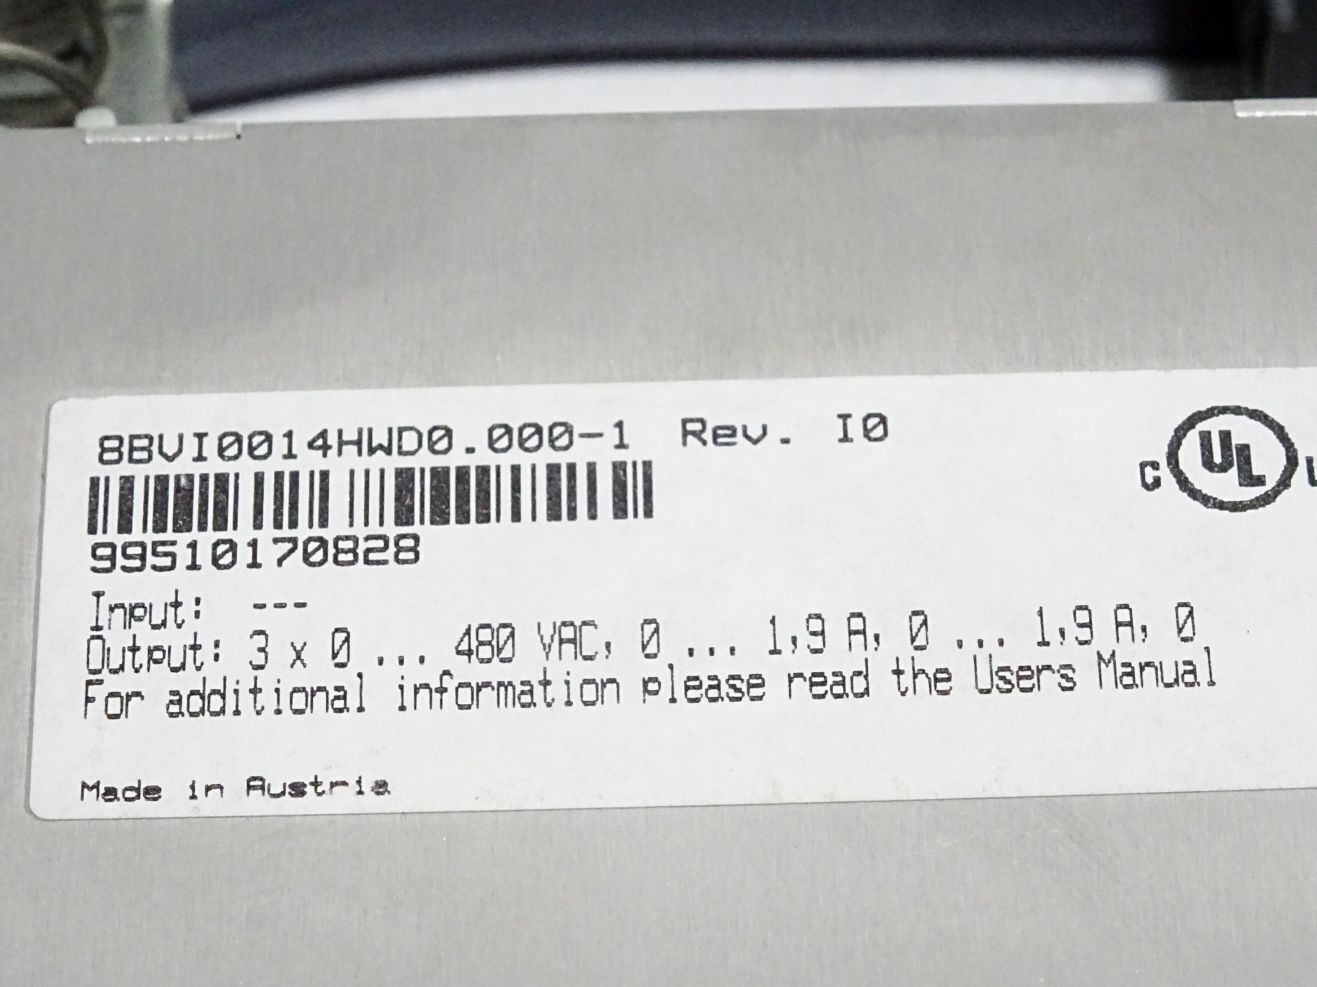 8BVI0014HWD0.000-1 Rev. I0
C UL
99510170828
Input: ---
Output: 3 x 0 ... 480 VAC, 0 ... 1,9 A, 0 ... 1,9 A, 0
For additional information please read the Users Manual
Made in Austria